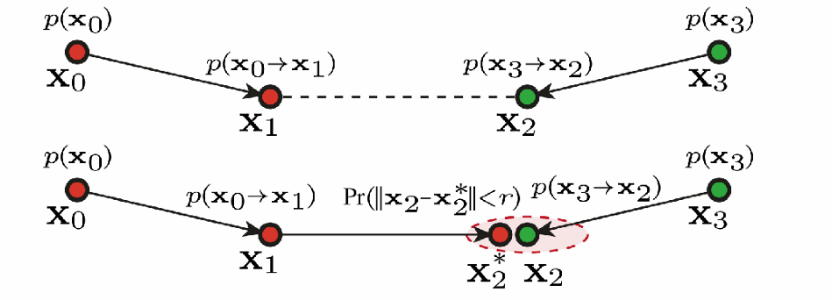 p(x₀) p(x₃)
p(x₀→x₁) p(x₃→x₂)
x₀ x₃
x₁ x₂
p(x₀) p(x₃)
p(x₀→x₁) Pr(‖x₂-x₂*‖<r) p(x₃→x₂)
x₀ x₃
x₁ x₂* x₂